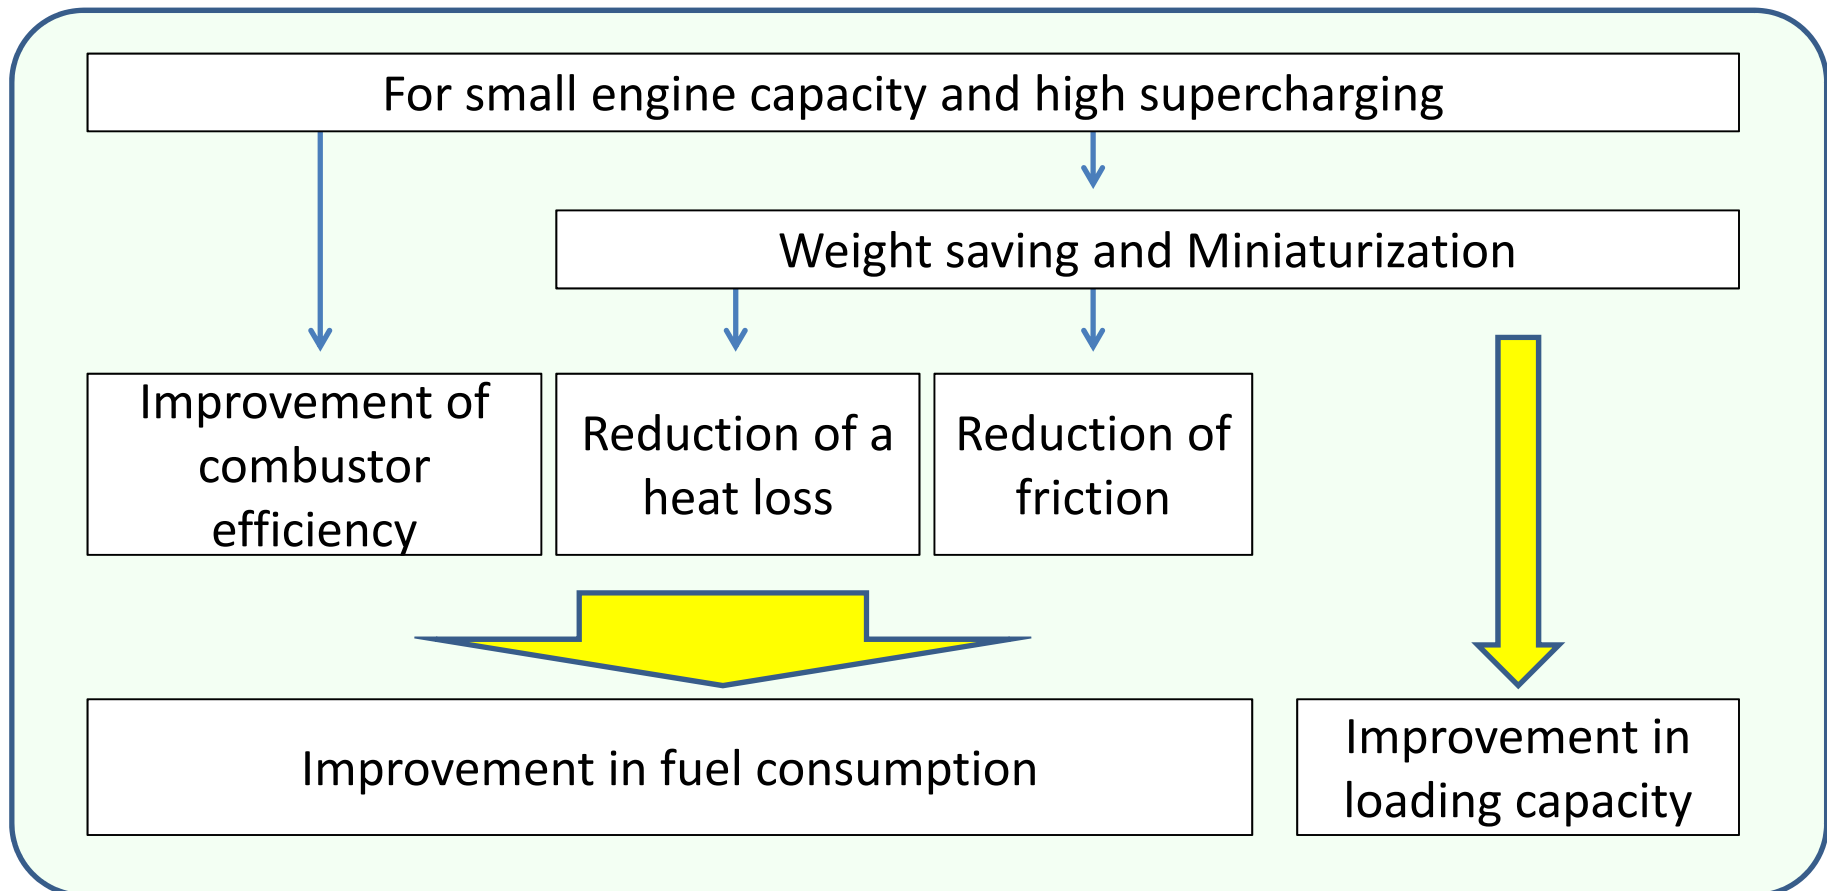 For small engine capacity and high supercharging
Weight saving and Miniaturization
Improvement of
combustor
efficiency
Reduction of a
heat loss
Reduction of
friction
Improvement in fuel consumption
Improvement in
loading capacity